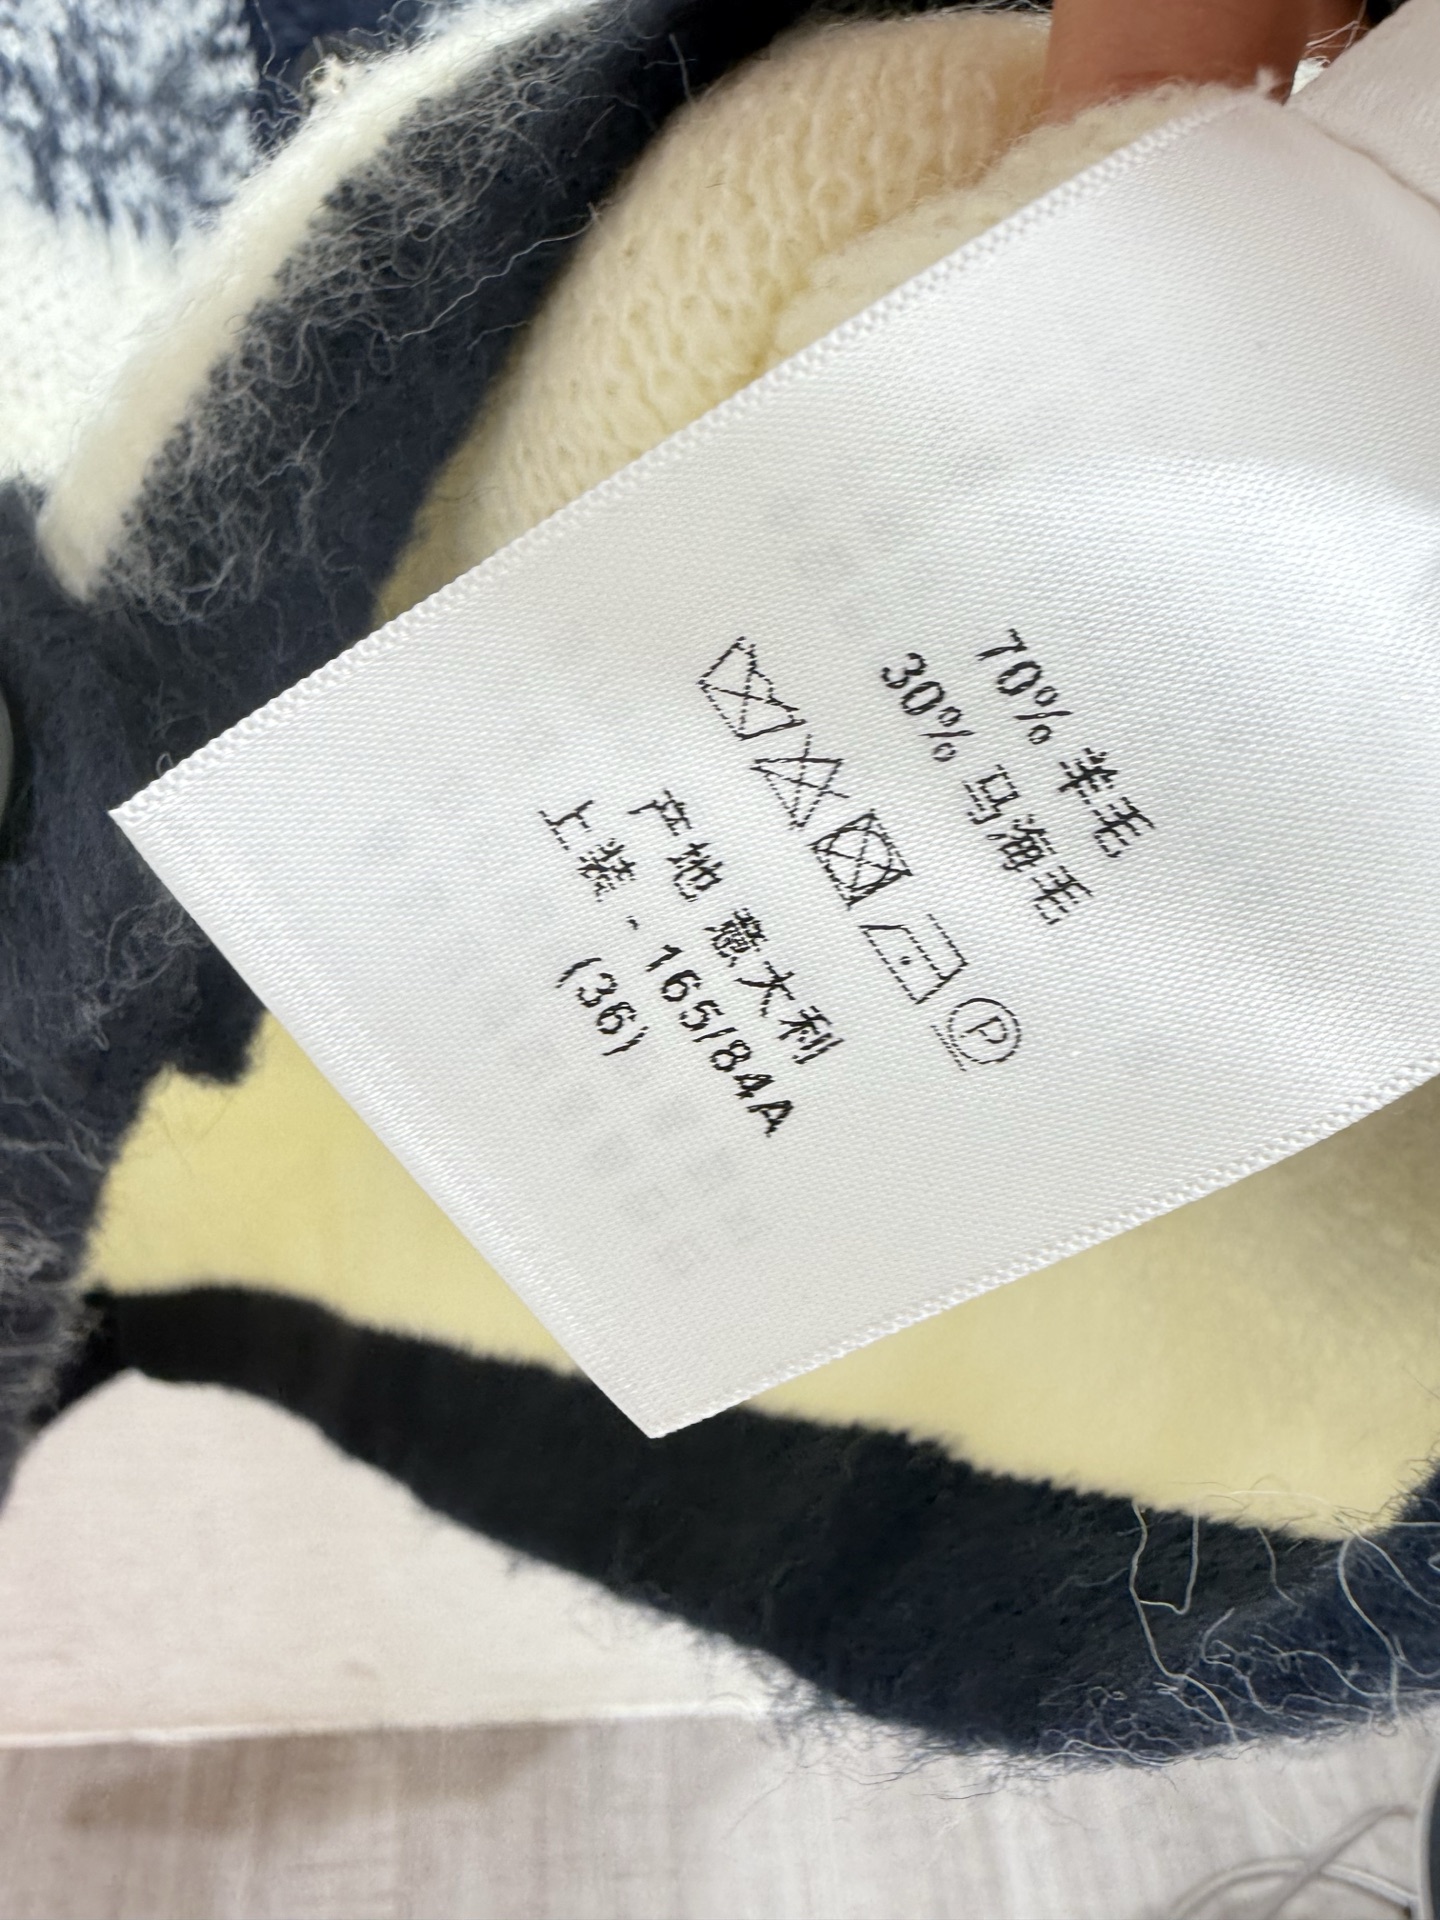 70% 羊毛
30% 马海毛
P
产地 意大利
上装 - 165/84A
(36)